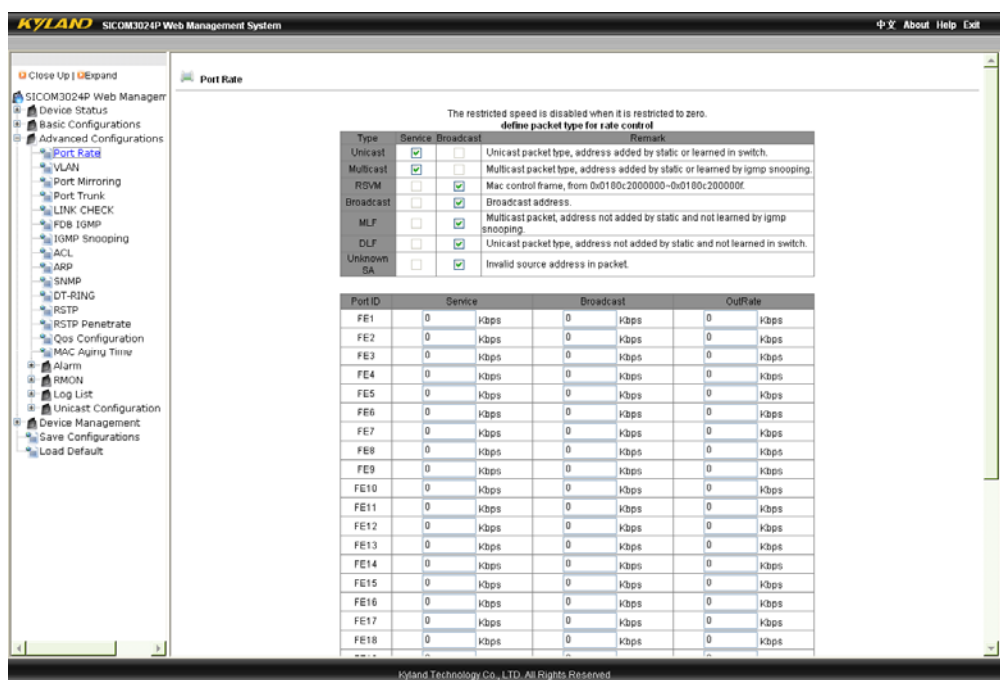 KYLAND SICOM3024P Web Management System
中文 About Help Exit
Close Up | Expand
SICOM3024P Web Managem
Device Status
Basic Configurations
Advanced Configurations
Port Rate
VLAN
Port Mirroring
Port Trunk
LINK CHECK
FDB IGMP
IGMP Snooping
ACL
ARP
SNMP
DT-RING
RSTP
RSTP Penetrate
Qos Configuration
MAC Aging Time
Alarm
RMON
Log List
Unicast Configuration
Device Management
Save Configurations
Load Default
Port Rate
The restricted speed is disabled when it is restricted to zero.
define packet type for rate control
Type Service Broadcast Remark
Unicast Unicast packet type, address added by static or learned in switch.
Multicast Multicast packet type, address added by static or learned by igmp snooping.
RSVM Mac control frame, from 0x0180c2000000~0x0180c200000f.
Broadcast Broadcast address.
MLF Multicast packet, address not added by static and not learned by igmp
snooping.
DLF Unicast packet type, address not added by static and not learned in switch.
Unknown
SA Invalid source address in packet.
Port ID Service Broadcast OutRate
FE1 0 Kbps 0 Kbps 0 Kbps
FE2 0 Kbps 0 Kbps 0 Kbps
FE3 0 Kbps 0 Kbps 0 Kbps
FE4 0 Kbps 0 Kbps 0 Kbps
FE5 0 Kbps 0 Kbps 0 Kbps
FE6 0 Kbps 0 Kbps 0 Kbps
FE7 0 Kbps 0 Kbps 0 Kbps
FE8 0 Kbps 0 Kbps 0 Kbps
FE9 0 Kbps 0 Kbps 0 Kbps
FE10 0 Kbps 0 Kbps 0 Kbps
FE11 0 Kbps 0 Kbps 0 Kbps
FE12 0 Kbps 0 Kbps 0 Kbps
FE13 0 Kbps 0 Kbps 0 Kbps
FE14 0 Kbps 0 Kbps 0 Kbps
FE15 0 Kbps 0 Kbps 0 Kbps
FE16 0 Kbps 0 Kbps 0 Kbps
FE17 0 Kbps 0 Kbps 0 Kbps
FE18 0 Kbps 0 Kbps 0 Kbps
Kyland Technology Co., LTD. All Rights Reserved